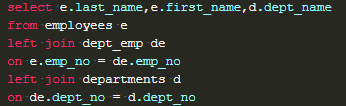 select e.last_name,e.first_name,d.dept_name
from employees e
left join dept_emp de
on e.emp_no = de.emp_no
left join departments d
on de.dept_no = d.dept_no